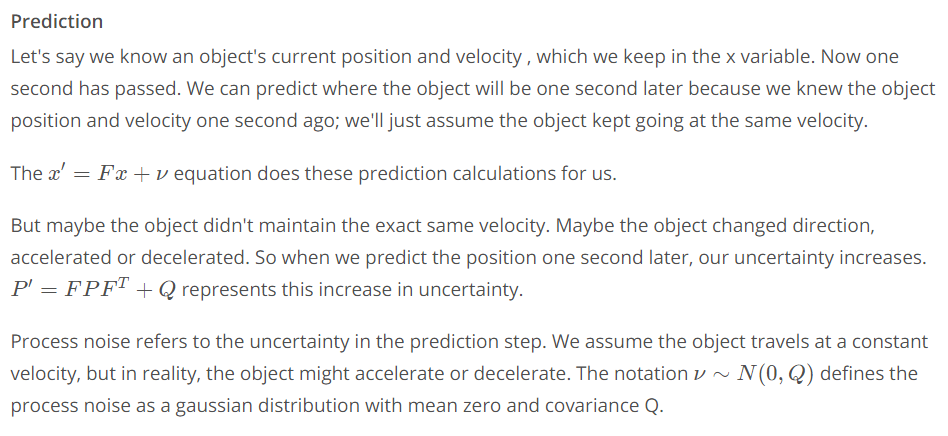 Prediction
Let's say we know an object's current position and velocity , which we keep in the x variable. Now one
second has passed. We can predict where the object will be one second later because we knew the object
position and velocity one second ago; we'll just assume the object kept going at the same velocity.
The x′ = Fx + ν equation does these prediction calculations for us.
But maybe the object didn't maintain the exact same velocity. Maybe the object changed direction,
accelerated or decelerated. So when we predict the position one second later, our uncertainty increases.
P′ = FPFᵀ + Q represents this increase in uncertainty.
Process noise refers to the uncertainty in the prediction step. We assume the object travels at a constant
velocity, but in reality, the object might accelerate or decelerate. The notation ν ∼ N(0, Q) defines the
process noise as a gaussian distribution with mean zero and covariance Q.